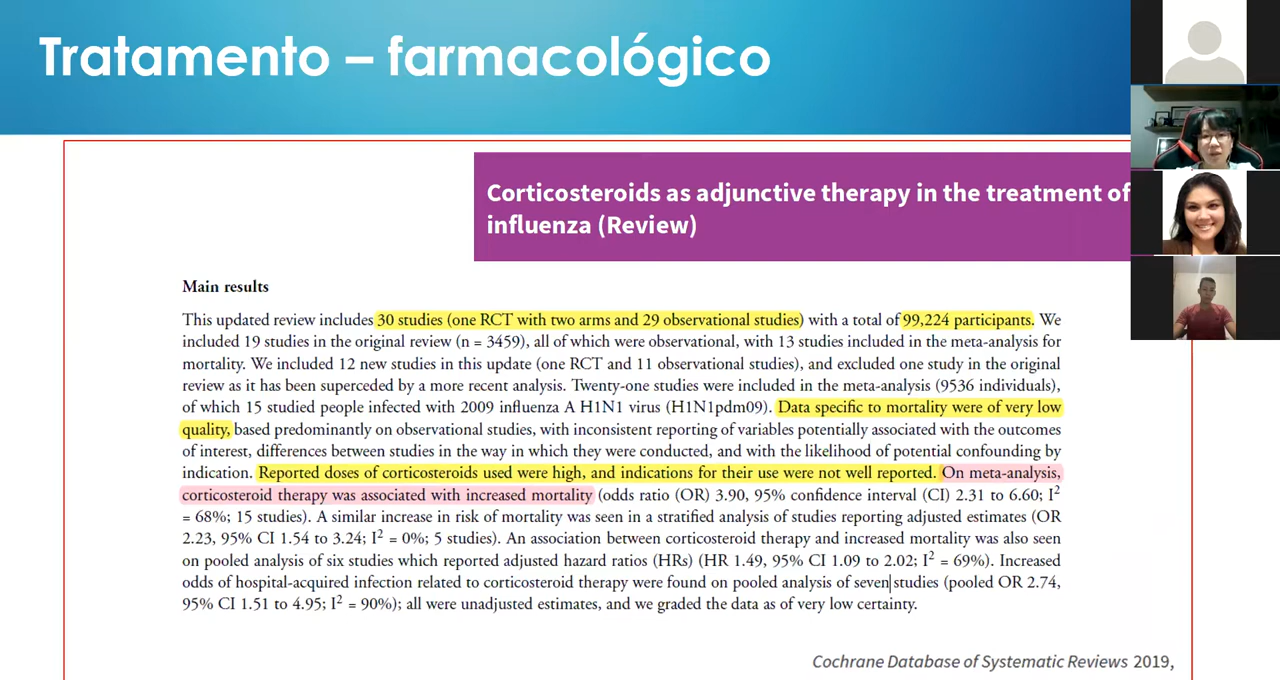 Tratamento – farmacológico
Corticosteroids as adjunctive therapy in the treatment of
influenza (Review)
Main results
This updated review includes 30 studies (one RCT with two arms and 29 observational studies) with a total of 99,224 participants. We
included 19 studies in the original review (n = 3459), all of which were observational, with 13 studies included in the meta-analysis for
mortality. We included 12 new studies in this update (one RCT and 11 observational studies), and excluded one study in the original
review as it has been superceded by a more recent analysis. Twenty-one studies were included in the meta-analysis (9536 individuals),
of which 15 studied people infected with 2009 influenza A H1N1 virus (H1N1pdm09). Data specific to mortality were of very low
quality, based predominantly on observational studies, with inconsistent reporting of variables potentially associated with the outcomes
of interest, differences between studies in the way in which they were conducted, and with the likelihood of potential confounding by
indication. Reported doses of corticosteroids used were high, and indications for their use were not well reported. On meta-analysis,
corticosteroid therapy was associated with increased mortality (odds ratio (OR) 3.90, 95% confidence interval (CI) 2.31 to 6.60; I²
= 68%; 15 studies). A similar increase in risk of mortality was seen in a stratified analysis of studies reporting adjusted estimates (OR
2.23, 95% CI 1.54 to 3.24; I² = 0%; 5 studies). An association between corticosteroid therapy and increased mortality was also seen
on pooled analysis of six studies which reported adjusted hazard ratios (HRs) (HR 1.49, 95% CI 1.09 to 2.02; I² = 69%). Increased
odds of hospital-acquired infection related to corticosteroid therapy were found on pooled analysis of seven studies (pooled OR 2.74,
95% CI 1.51 to 4.95; I² = 90%); all were unadjusted estimates, and we graded the data as of very low certainty.
Cochrane Database of Systematic Reviews 2019,